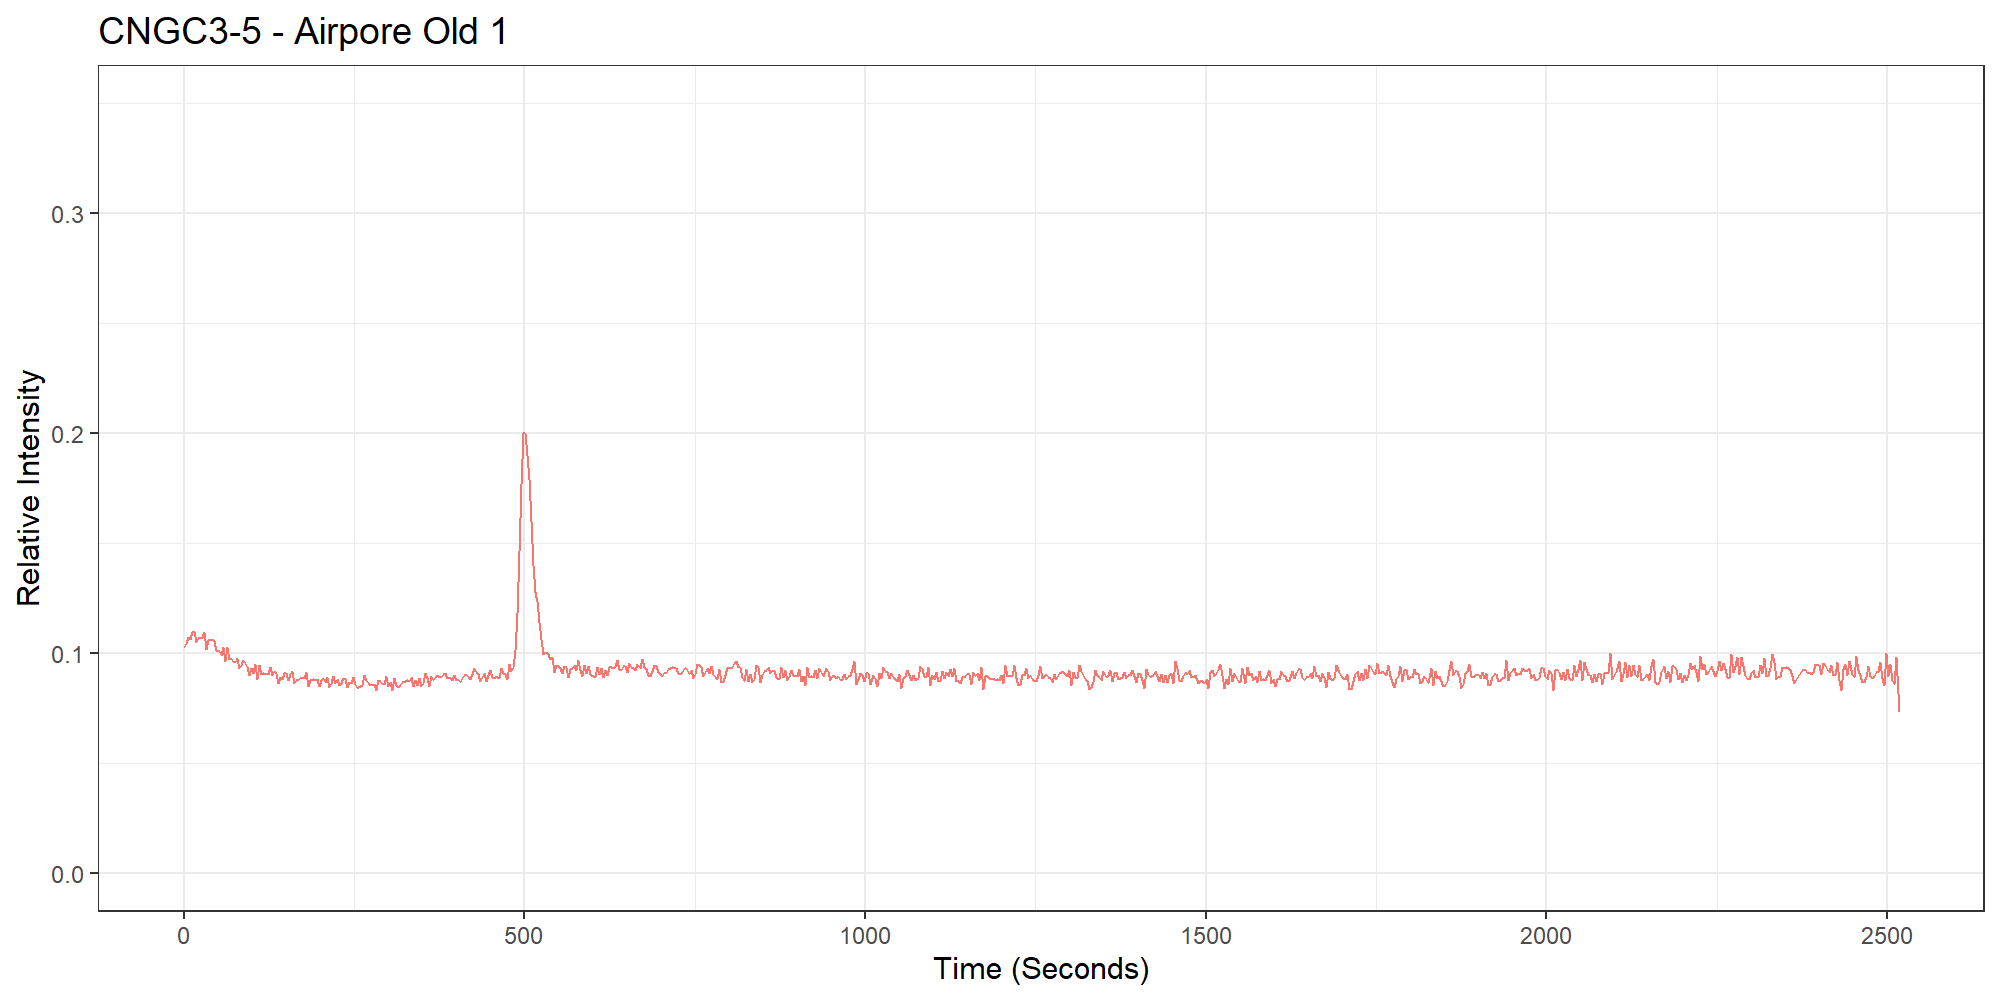 CNGC3-5 - Airpore Old 1
Relative Intensity
0.3
0.2
0.1
0.0
0 500 1000 1500 2000 2500
Time (Seconds)